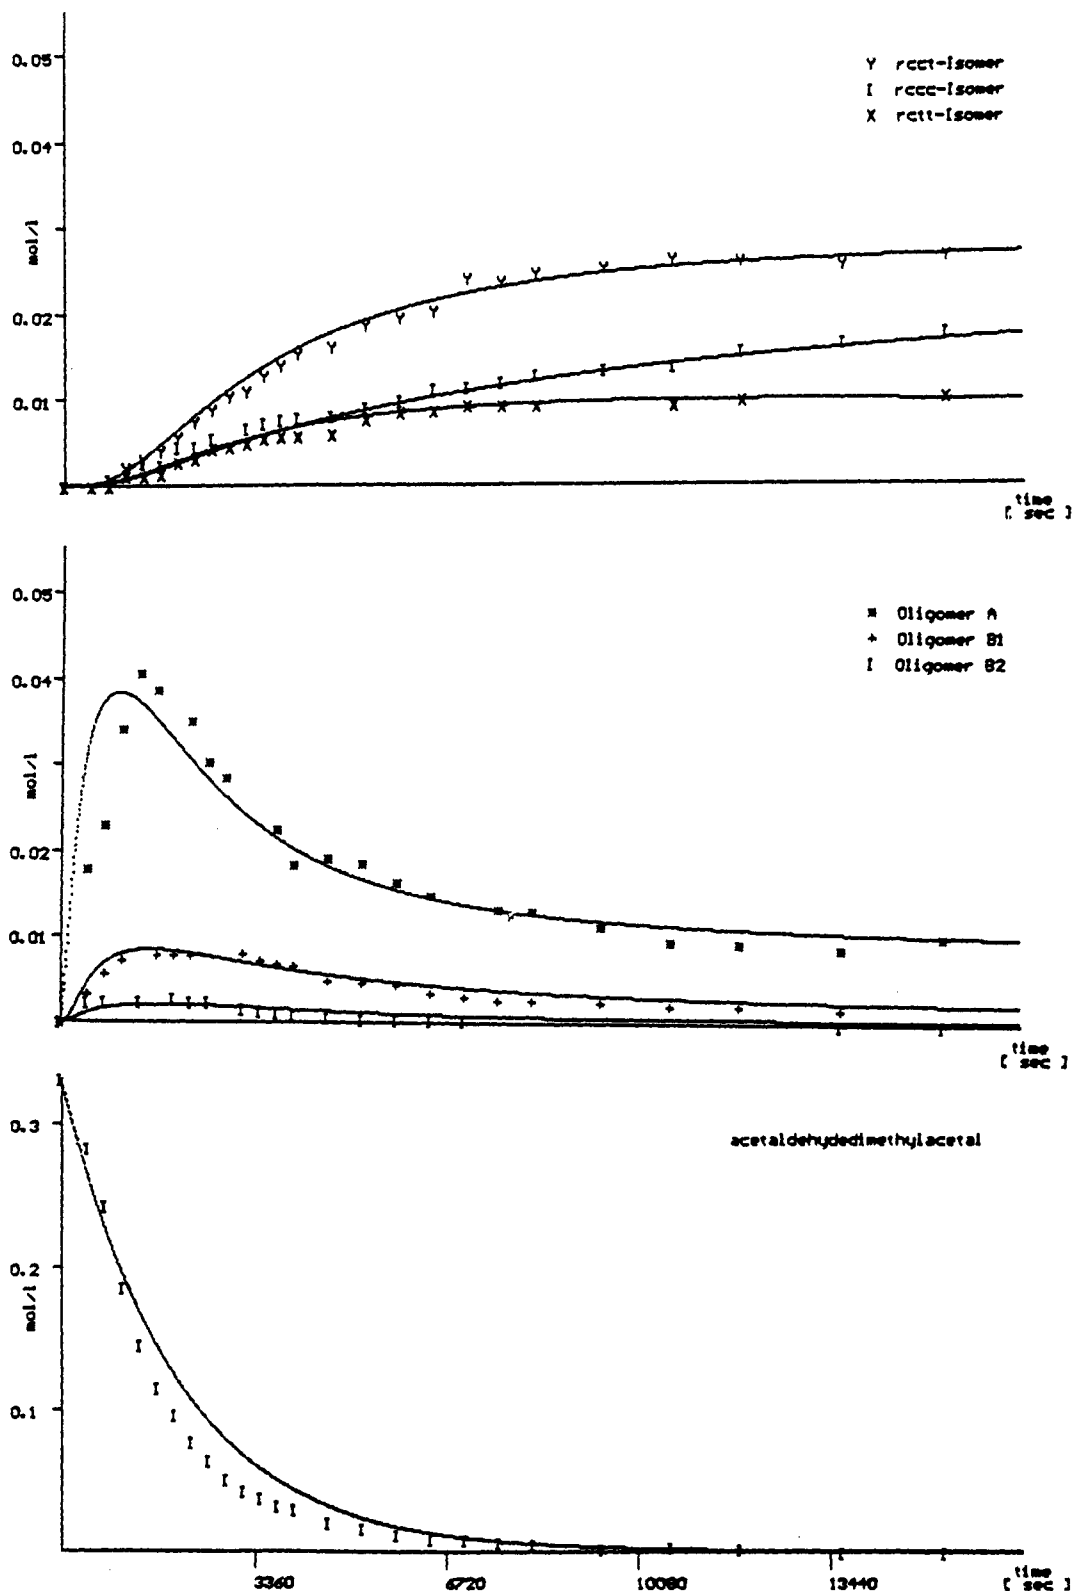 0.05
Y rcct-Isomer
I rccc-Isomer
X rctt-Isomer
0.04
mol/l
0.02
0.01
time
[ sec ]
0.05
✱ Oligomer A
+ Oligomer B1
I Oligomer B2
0.04
mol/l
0.02
0.01
time
[ sec ]
0.3
acetaldehydedimethylacetal
0.2
mol/l
0.1
3360 6720 10080 13440
time
[ sec ]